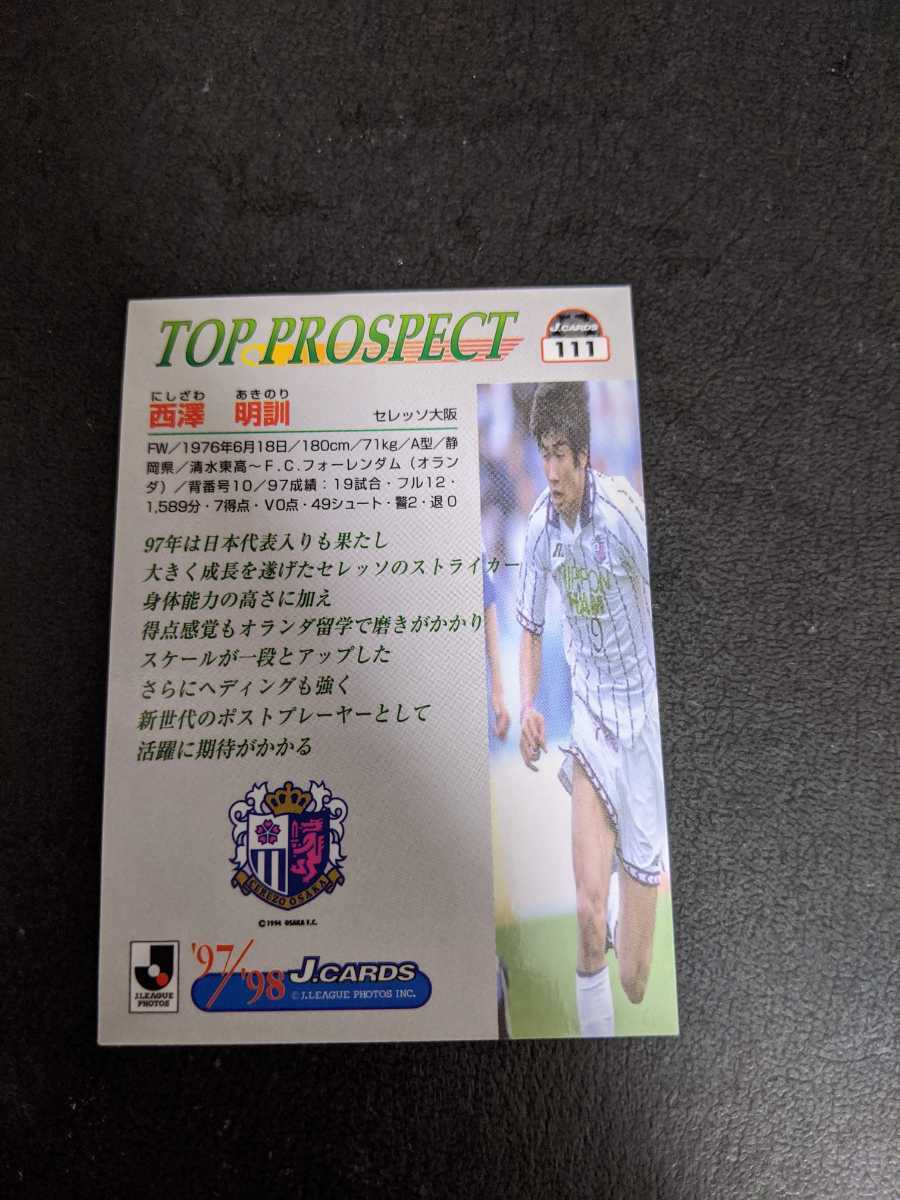 TOP PROSPECT
J.CARDS
111
にしざわ あきのり
西澤 明訓
セレッソ大阪
FW/1976年6月18日/180cm/71kg/A型/静
岡県/清水東高~F.C.フォーレンダム(オラン
ダ)/背番号10/97成績:19試合・フル12・
1,589分・7得点・V0点・49シュート・警2・退0
97年は日本代表入りも果たし
大きく成長を遂げたセレッソのストライカー
身体能力の高さに加え
得点感覚もオランダ留学で磨きがかかり
スケールが一段とアップした
さらにヘディングも強く
新世代のポストプレーヤーとして
活躍に期待がかかる
NIPPON
HAM
9
CEREZO OSAKA
©1994 OSAKA F.C.
J.LEAGUE
PHOTOS
'97/'98
J.CARDS
©J.LEAGUE PHOTOS INC.